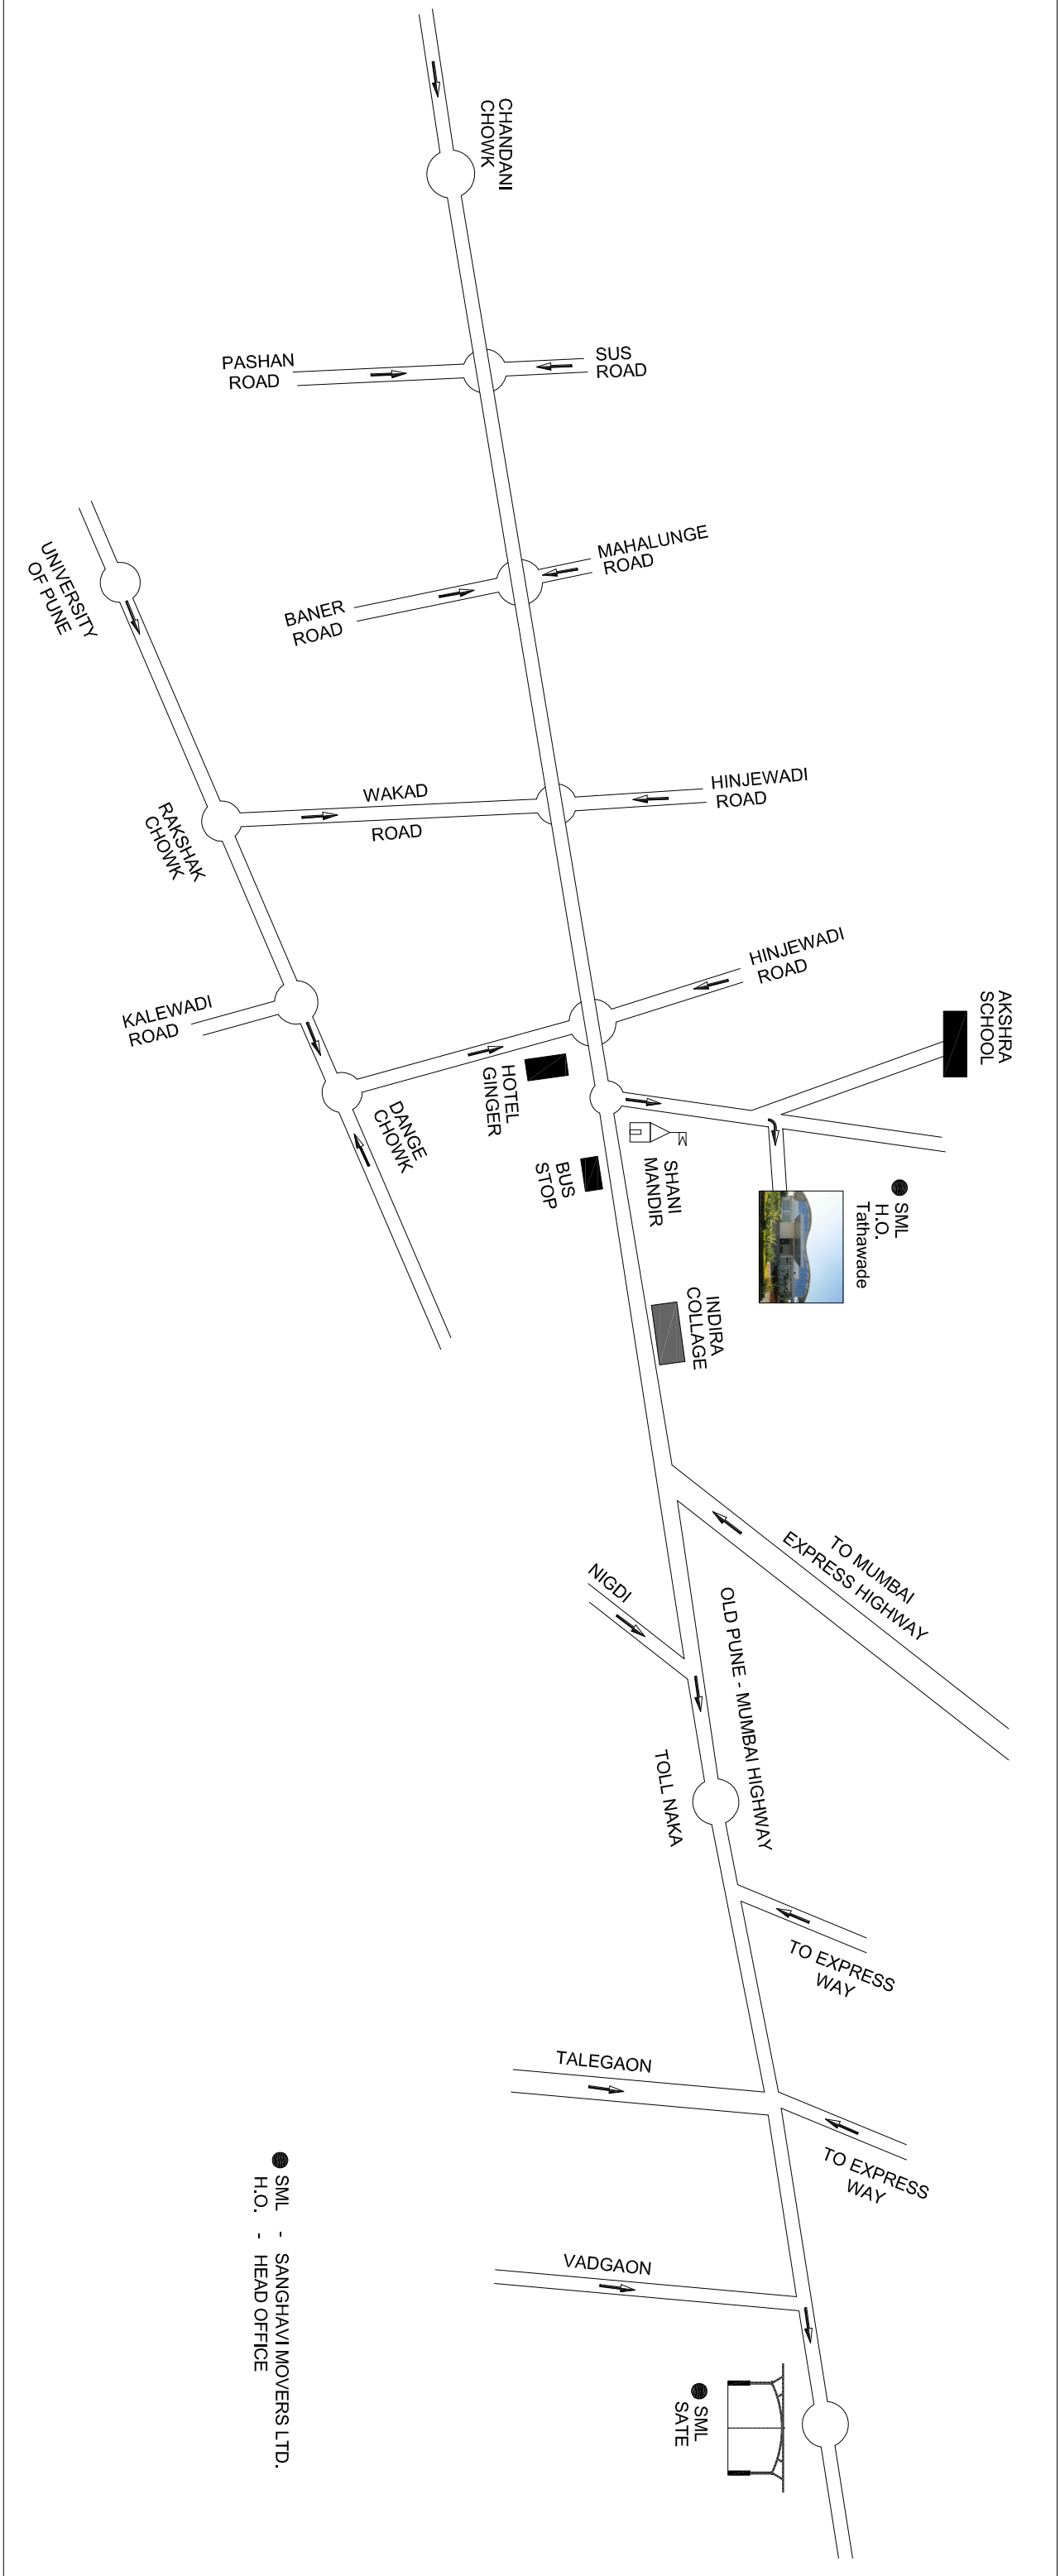 CHANDANI
CHOWK
PASHAN
ROAD
SUS
ROAD
UNIVERSITY
OF PUNE
MAHALUNGE
ROAD
BANER
ROAD
RAKSHAK
CHOWK
WAKAD
ROAD
HINJEWADI
ROAD
KALEWADI
ROAD
HINJEWADI
ROAD
AKSHRA
SCHOOL
DANGE
CHOWK
HOTEL
GINGER
BUS
STOP
SHANI
MANDIR
SML
H.O.
Tathawade
INDIRA
COLLAGE
TO MUMBAI
EXPRESS HIGHWAY
NIGDI
OLD PUNE - MUMBAI HIGHWAY
TOLL NAKA
TO EXPRESS
WAY
TALEGAON
TO EXPRESS
WAY
VADGAON
SML
SATE
SML - SANGHAVI MOVERS LTD.
H.O. - HEAD OFFICE